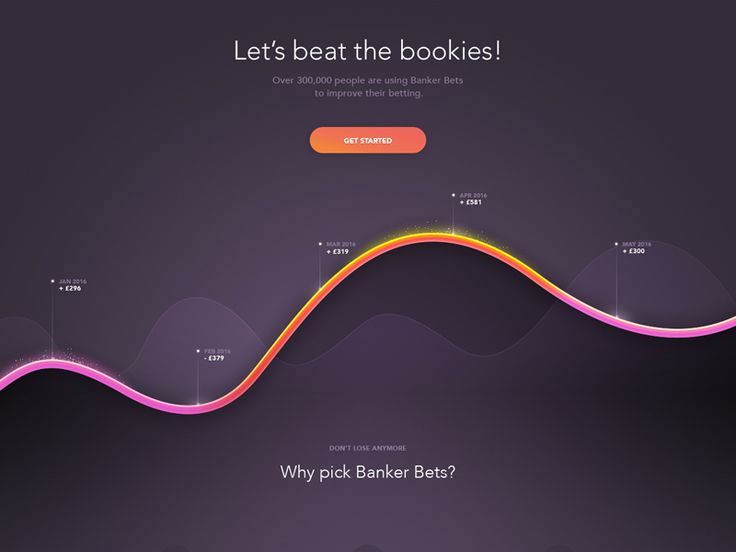 Let's beat the bookies!
Over 300,000 people are using Banker Bets
to improve their betting.
GET STARTED
APR 2016
+ £581
MAR 2016
+ £319
MAY 2016
+ £300
JAN 2016
+ £296
FEB 2016
- £379
DON'T LOSE ANYMORE
Why pick Banker Bets?